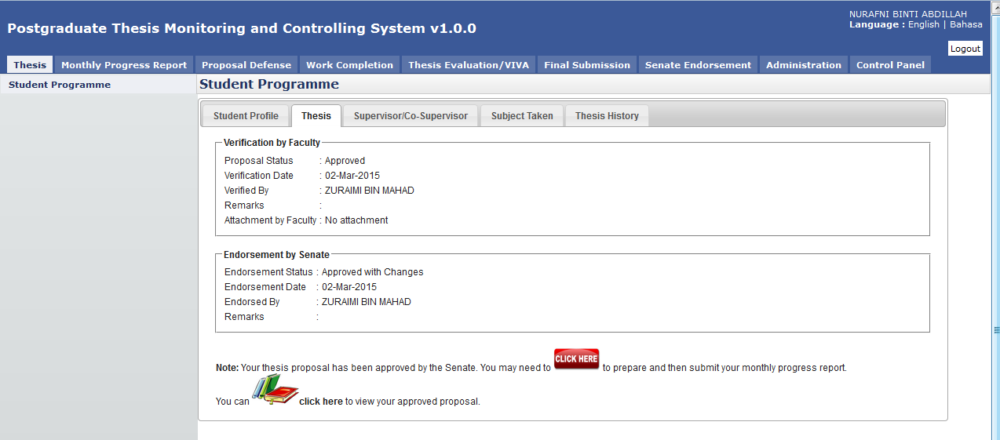 NURAFNI BINTI ABDILLAH
Postgraduate Thesis Monitoring and Controlling System v1.0.0
Language : English | Bahasa
Logout
Thesis Monthly Progress Report Proposal Defense Work Completion Thesis Evaluation/VIVA Final Submission Senate Endorsement Administration Control Panel
Student Programme
Student Programme
Student Profile Thesis Supervisor/Co-Supervisor Subject Taken Thesis History
Verification by Faculty
Proposal Status : Approved
Verification Date : 02-Mar-2015
Verified By : ZURAIMI BIN MAHAD
Remarks :
Attachment by Faculty : No attachment
Endorsement by Senate
Endorsement Status : Approved with Changes
Endorsement Date : 02-Mar-2015
Endorsed By : ZURAIMI BIN MAHAD
Remarks :
Note: Your thesis proposal has been approved by the Senate. You may need to CLICK HERE to prepare and then submit your monthly progress report.
You can click here to view your approved proposal.